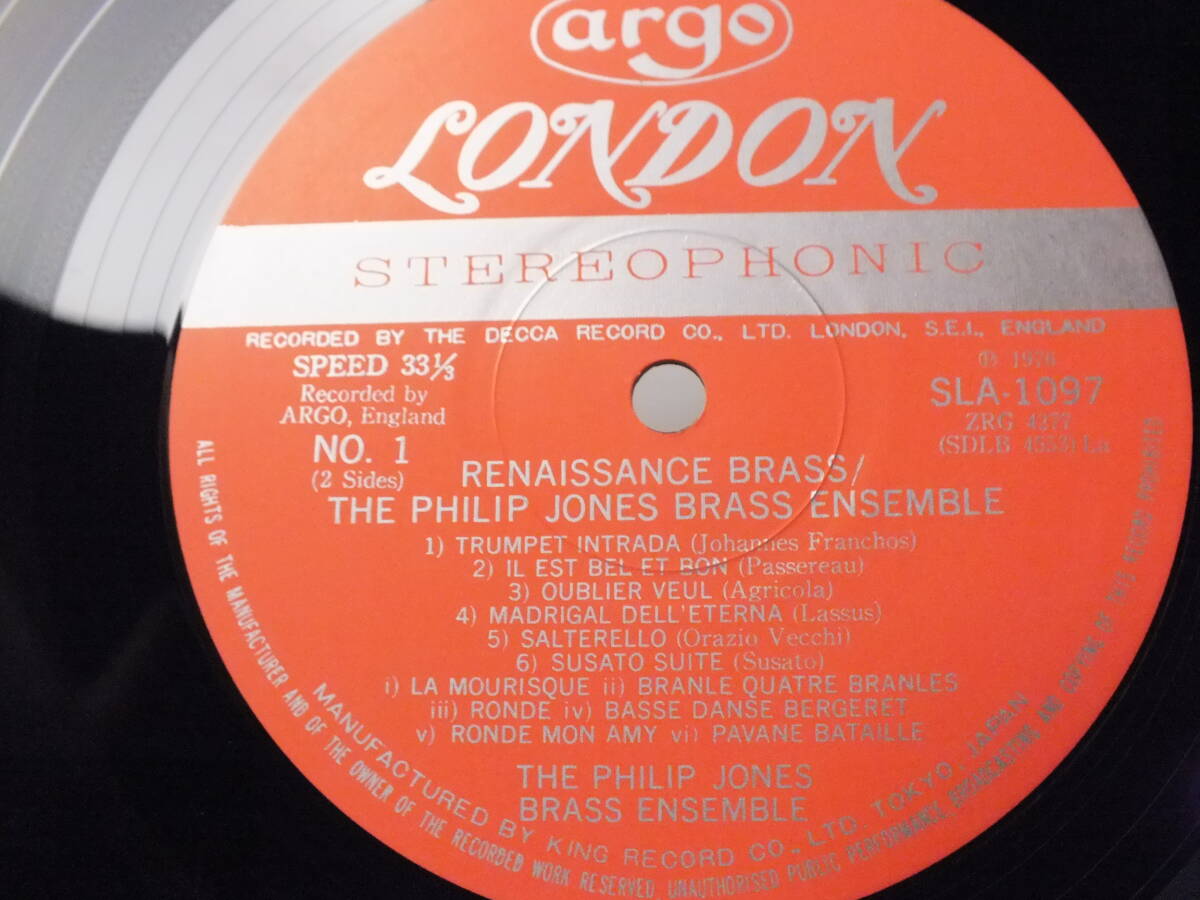 argo
LONDON
STEREOPHONIC
RECORDED BY THE DECCA RECORD CO., LTD. LONDON, S.E.I., ENGLAND
SPEED 33⅓
Recorded by
ARGO, England
NO. 1
(2 Sides)
Ⓟ 1976
SLA-1097
ZRG 4377
(SDLB 4553) La
RENAISSANCE BRASS/
THE PHILIP JONES BRASS ENSEMBLE
1) TRUMPET INTRADA (Johannes Franchos)
2) IL EST BEL ET BON (Passereau)
3) OUBLIER VEUL (Agricola)
4) MADRIGAL DELL'ETERNA (Lassus)
5) SALTERELLO (Orazio Vecchi)
6) SUSATO SUITE (Susato)
i) LA MOURISQUE ii) BRANLE QUATRE BRANLES
iii) RONDE iv) BASSE DANSE BERGERET
v) RONDE MON AMY vi) PAVANE BATAILLE
THE PHILIP JONES
BRASS ENSEMBLE
MANUFACTURED BY KING RECORD CO., LTD. TOKYO, JAPAN
ALL RIGHTS OF THE MANUFACTURER AND OF THE OWNER OF THE RECORDED WORK RESERVED. UNAUTHORISED PUBLIC PERFORMANCE, BROADCASTING AND COPYING OF THIS RECORD PROHIBITED